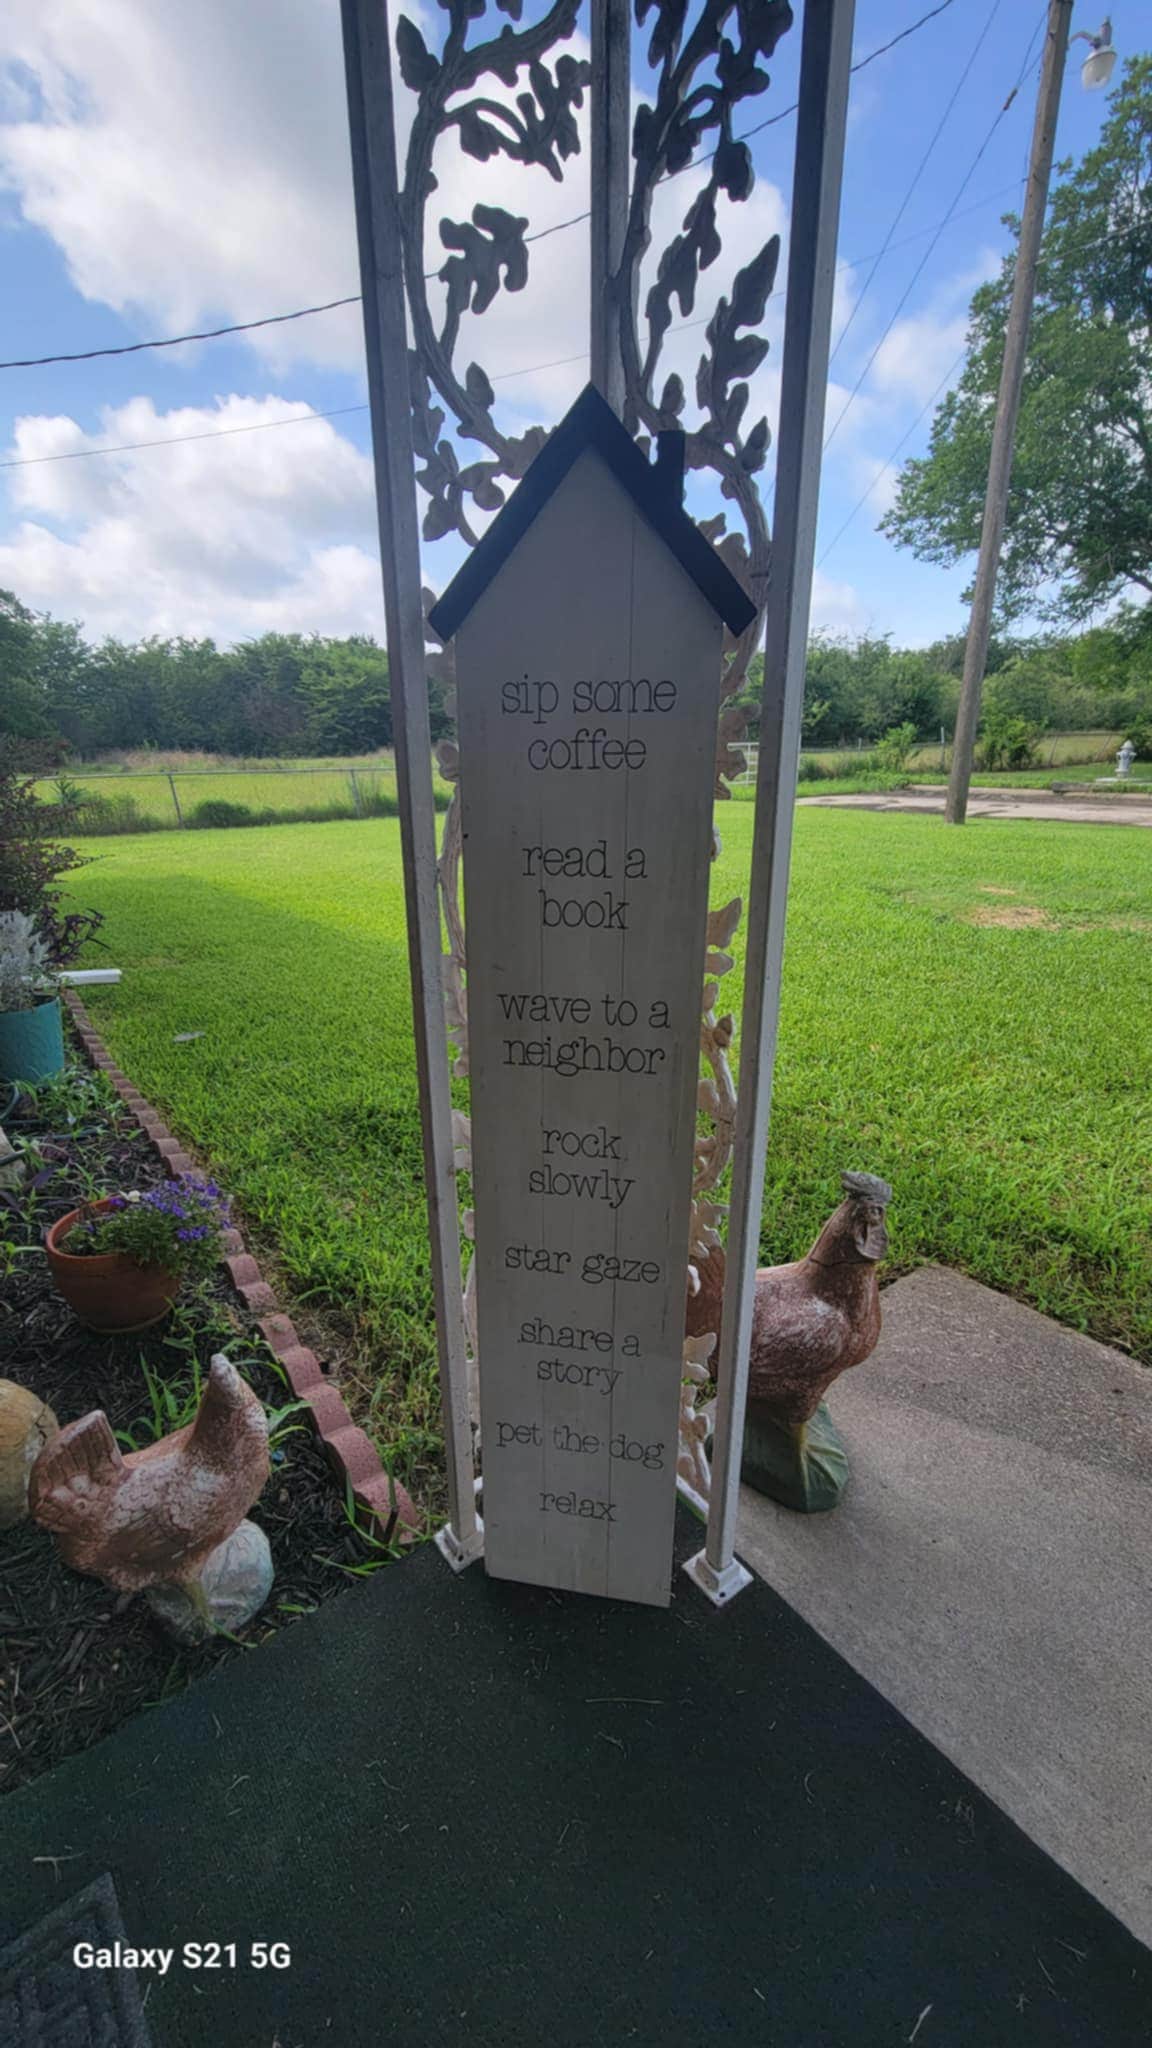 sip some
coffee
read a
book
wave to a
neighbor
rock
slowly
star gaze
share a
story
pet the dog
relax
Galaxy S21 5G